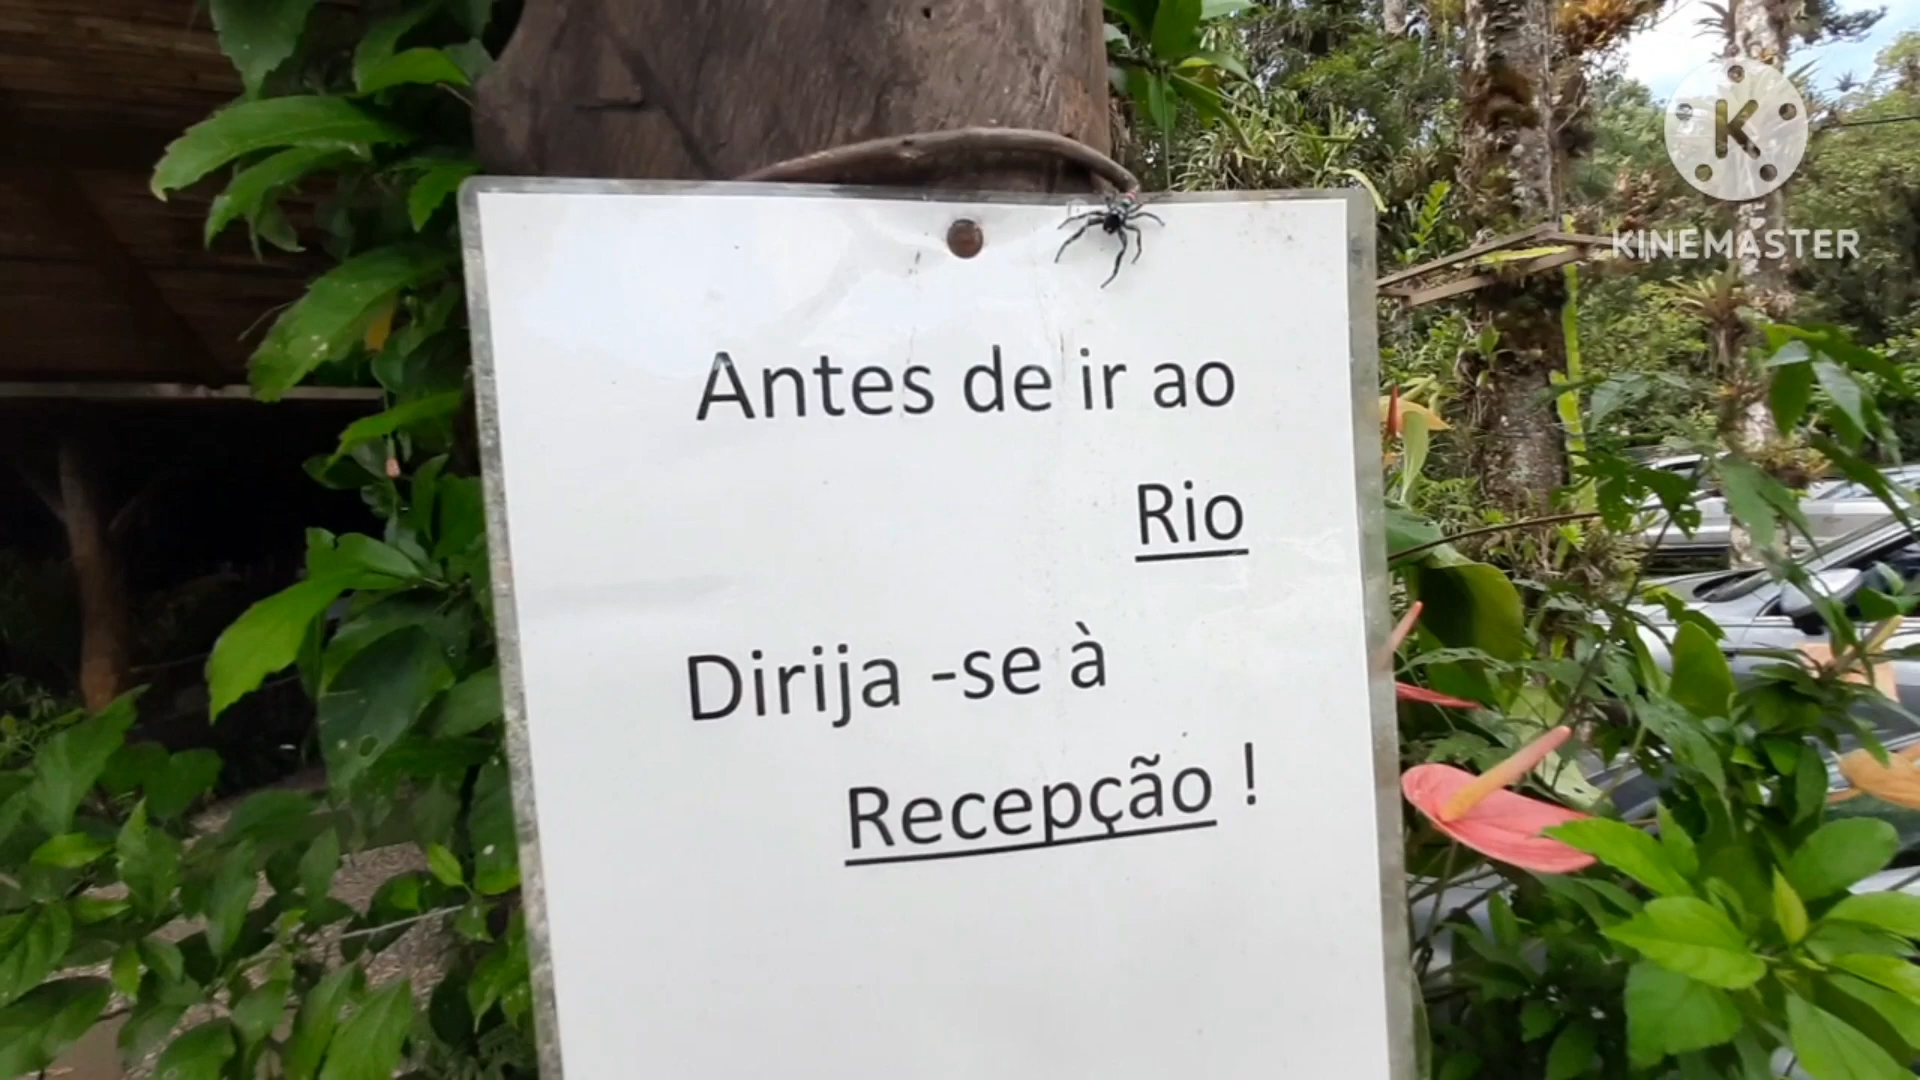 Antes de ir ao
Rio
Dirija -se à
Recepção !
K
KINEMASTER